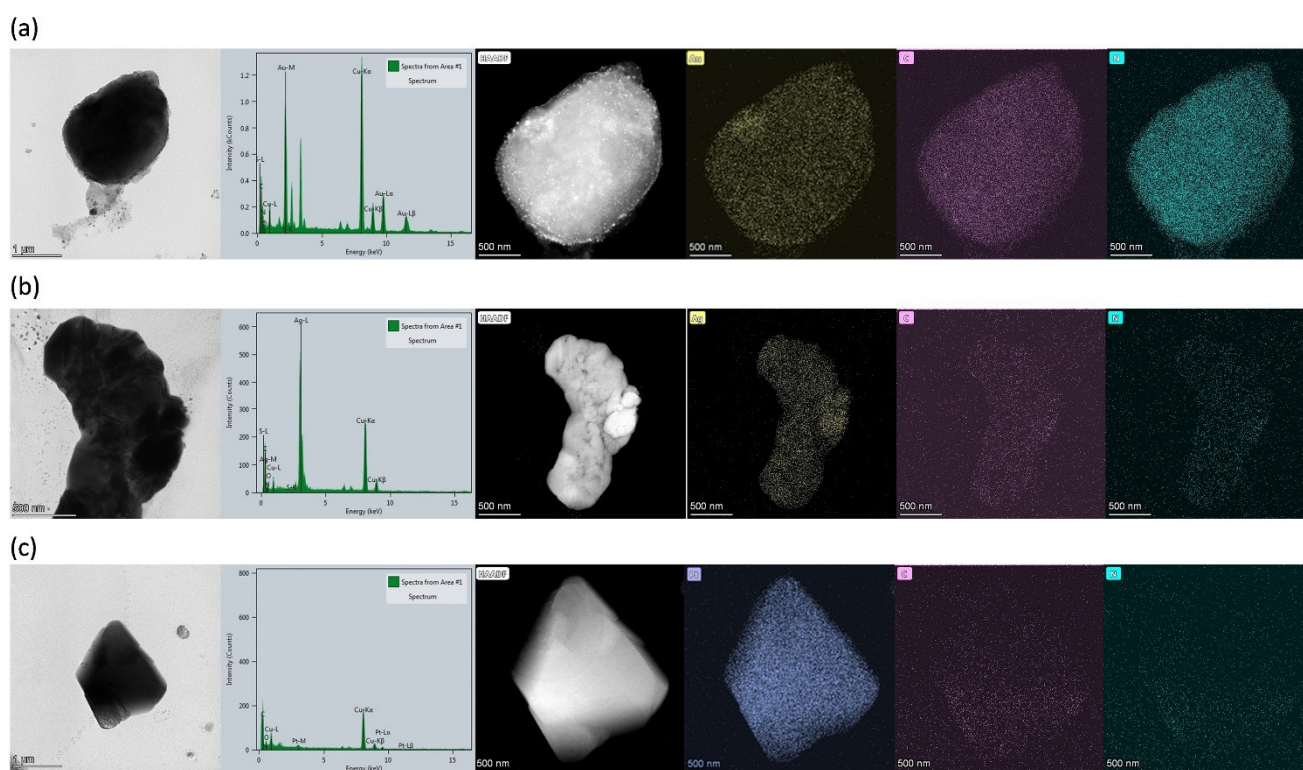 (a)
1 μm
Intensity (kCounts)
1.2
1.0
0.8
0.6
0.4
0.2
0.0
Au-M
Cu-Kα
Cu-L
Cu-Kβ
Au-Lα
Au-Lβ
Spectra from Area #1
Spectrum
0
5
10
15
Energy (keV)
HAADF
500 nm
Au
500 nm
C
500 nm
N
500 nm
(b)
500 nm
Intensity (Counts)
600
500
400
300
200
100
0
Ag-L
S-L
Ag-M
Cu-L
O
Cu-Kα
Cu-Kβ
Spectra from Area #1
Spectrum
0
5
10
15
Energy (keV)
HAADF
500 nm
Ag
500 nm
C
500 nm
N
500 nm
(c)
1 μm
Intensity (Counts)
800
600
400
200
0
C
O
Cu-L
Pt-M
Cu-Kα
Pt-Lα
Cu-Kβ
Pt-Lβ
Spectra from Area #1
Spectrum
0
5
10
15
Energy (keV)
HAADF
500 nm
Pt
500 nm
C
500 nm
N
500 nm